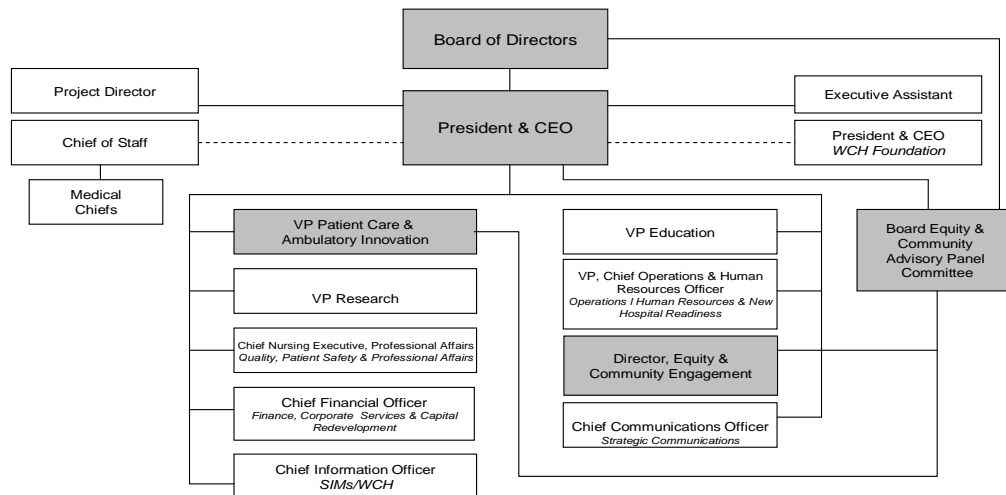 Board of Directors
Project Director
Executive Assistant
President & CEO
Chief of Staff
President & CEO
WCH Foundation
Medical
Chiefs
VP Patient Care &
Ambulatory Innovation
VP Education
Board Equity &
Community
Advisory Panel
Committee
VP Research
VP, Chief Operations & Human
Resources Officer
Operations I Human Resources & New
Hospital Readiness
Chief Nursing Executive, Professional Affairs
Quality, Patient Safety & Professional Affairs
Director, Equity &
Community Engagement
Chief Financial Officer
Finance, Corporate Services & Capital
Redevelopment
Chief Communications Officer
Strategic Communications
Chief Information Officer
SIMs/WCH